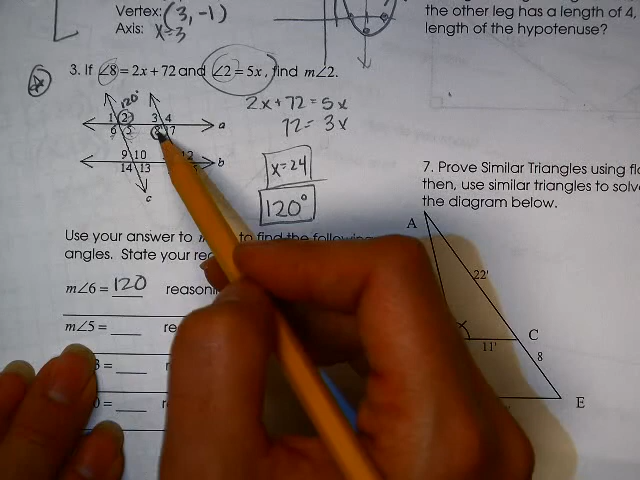 Vertex: (3, -1)
Axis: x=3
the other leg has a length of 4,
length of the hypotenuse?
3. If ∠8 = 2x + 72 and ∠2 = 5x, find m∠2.
120°
1 2 3 4
6 5 8 7
a
9 10 12
14 13
b
c
2x+72=5x
72= 3x
x=24
120°
7. Prove Similar Triangles using
then, use similar triangles to
the diagram below.
A
22'
C
11'
8
E
Use your answer to to find the following
angles. State your
m∠6 = 120
m∠5 = ___